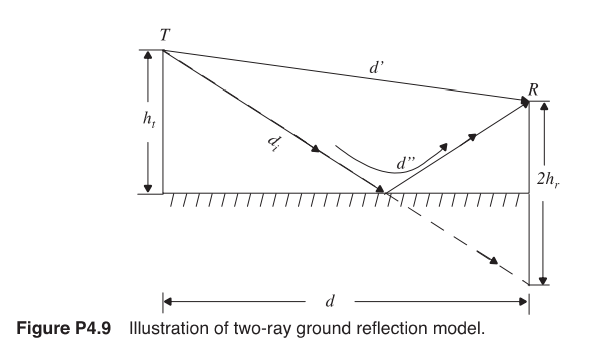 T
d'
R
h_t
d_i
d''
2h_r
d
Figure P4.9 Illustration of two-ray ground reflection model.